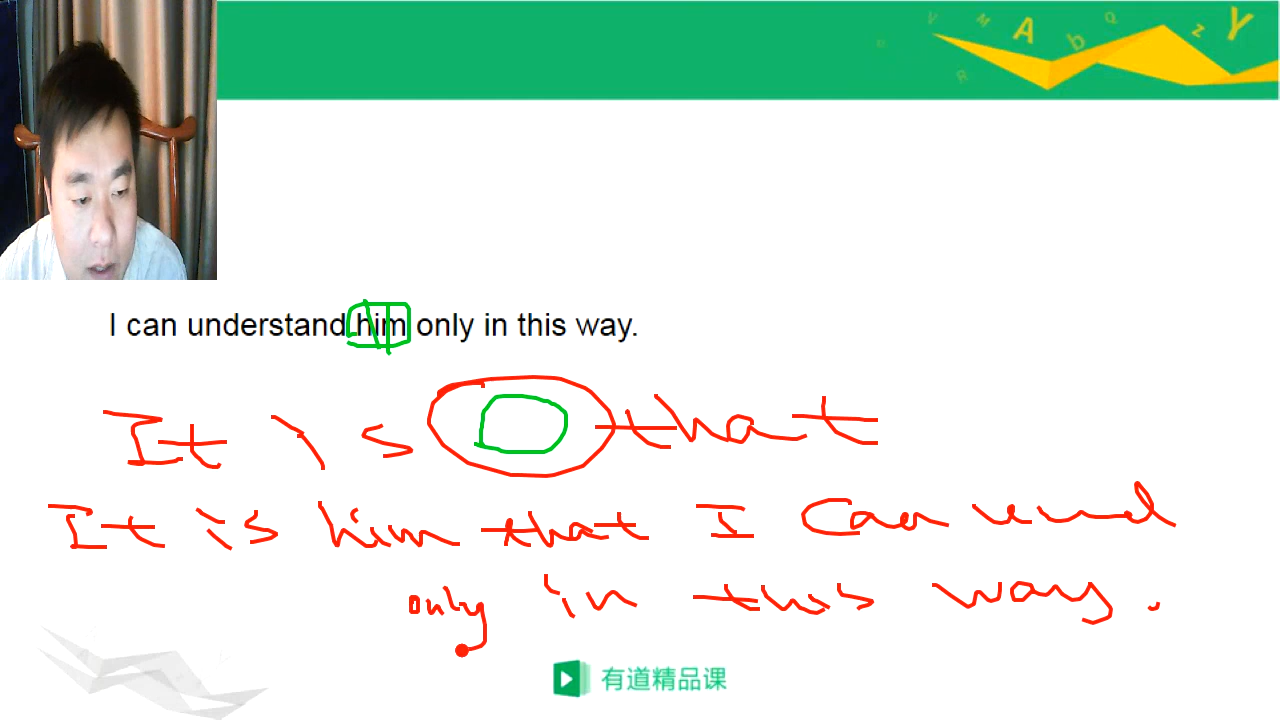 V M A b Q z Y
R
I can understand him only in this way.
It is that
It is him that I can und
only in this way.
有道精品课